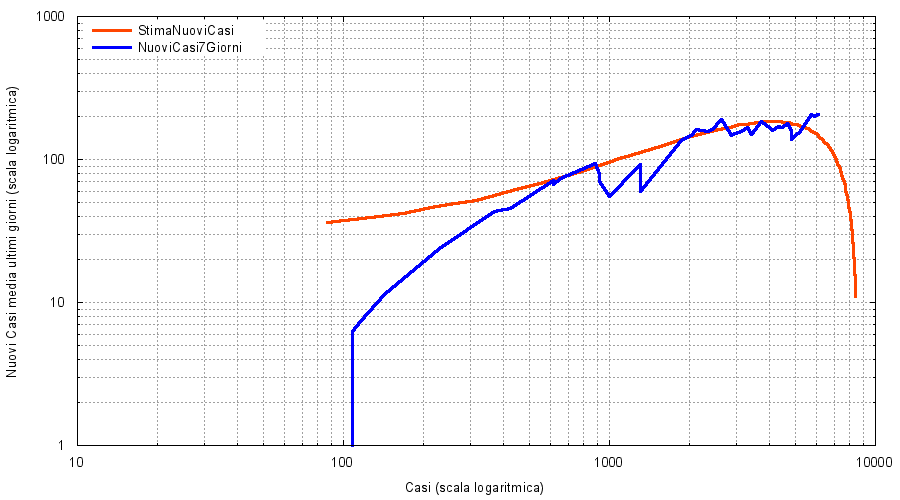 1000
StimaNuoviCasi
NuoviCasi7Giorni
100
10
1
10 100 1000 10000
Nuovi Casi media ultimi giorni (scala logaritmica)
Casi (scala logaritmica)